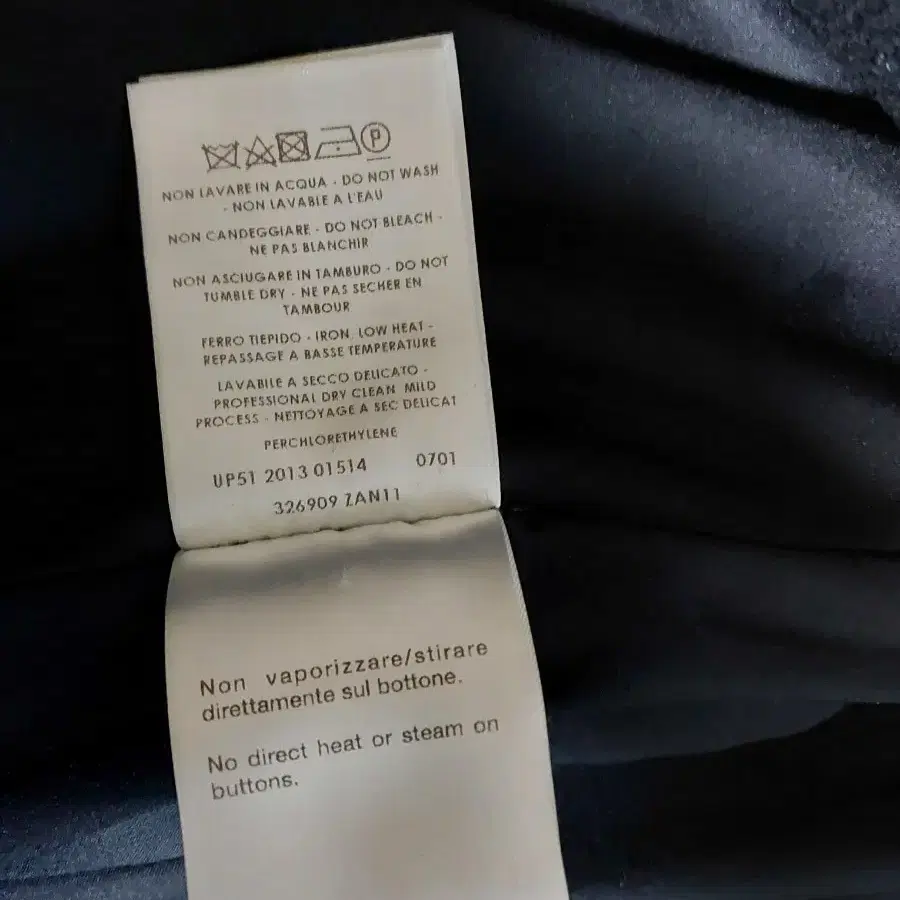 P
NON LAVARE IN ACQUA - DO NOT WASH
- NON LAVABLE A L'EAU
NON CANDEGGIARE - DO NOT BLEACH -
NE PAS BLANCHIR
NON ASCIUGARE IN TAMBURO - DO NOT
TUMBLE DRY - NE PAS SECHER EN
TAMBOUR
FERRO TIEPIDO - IRON, LOW HEAT -
REPASSAGE A BASSE TEMPERATURE
LAVABILE A SECCO DELICATO -
PROFESSIONAL DRY CLEAN MILD
PROCESS - NETTOYAGE A SEC DELICAT
PERCHLORETHYLENE
UP51 2013 01514 0701
326909 ZAN11
Non vaporizzare/stirare
direttamente sul bottone.
No direct heat or steam on
buttons.